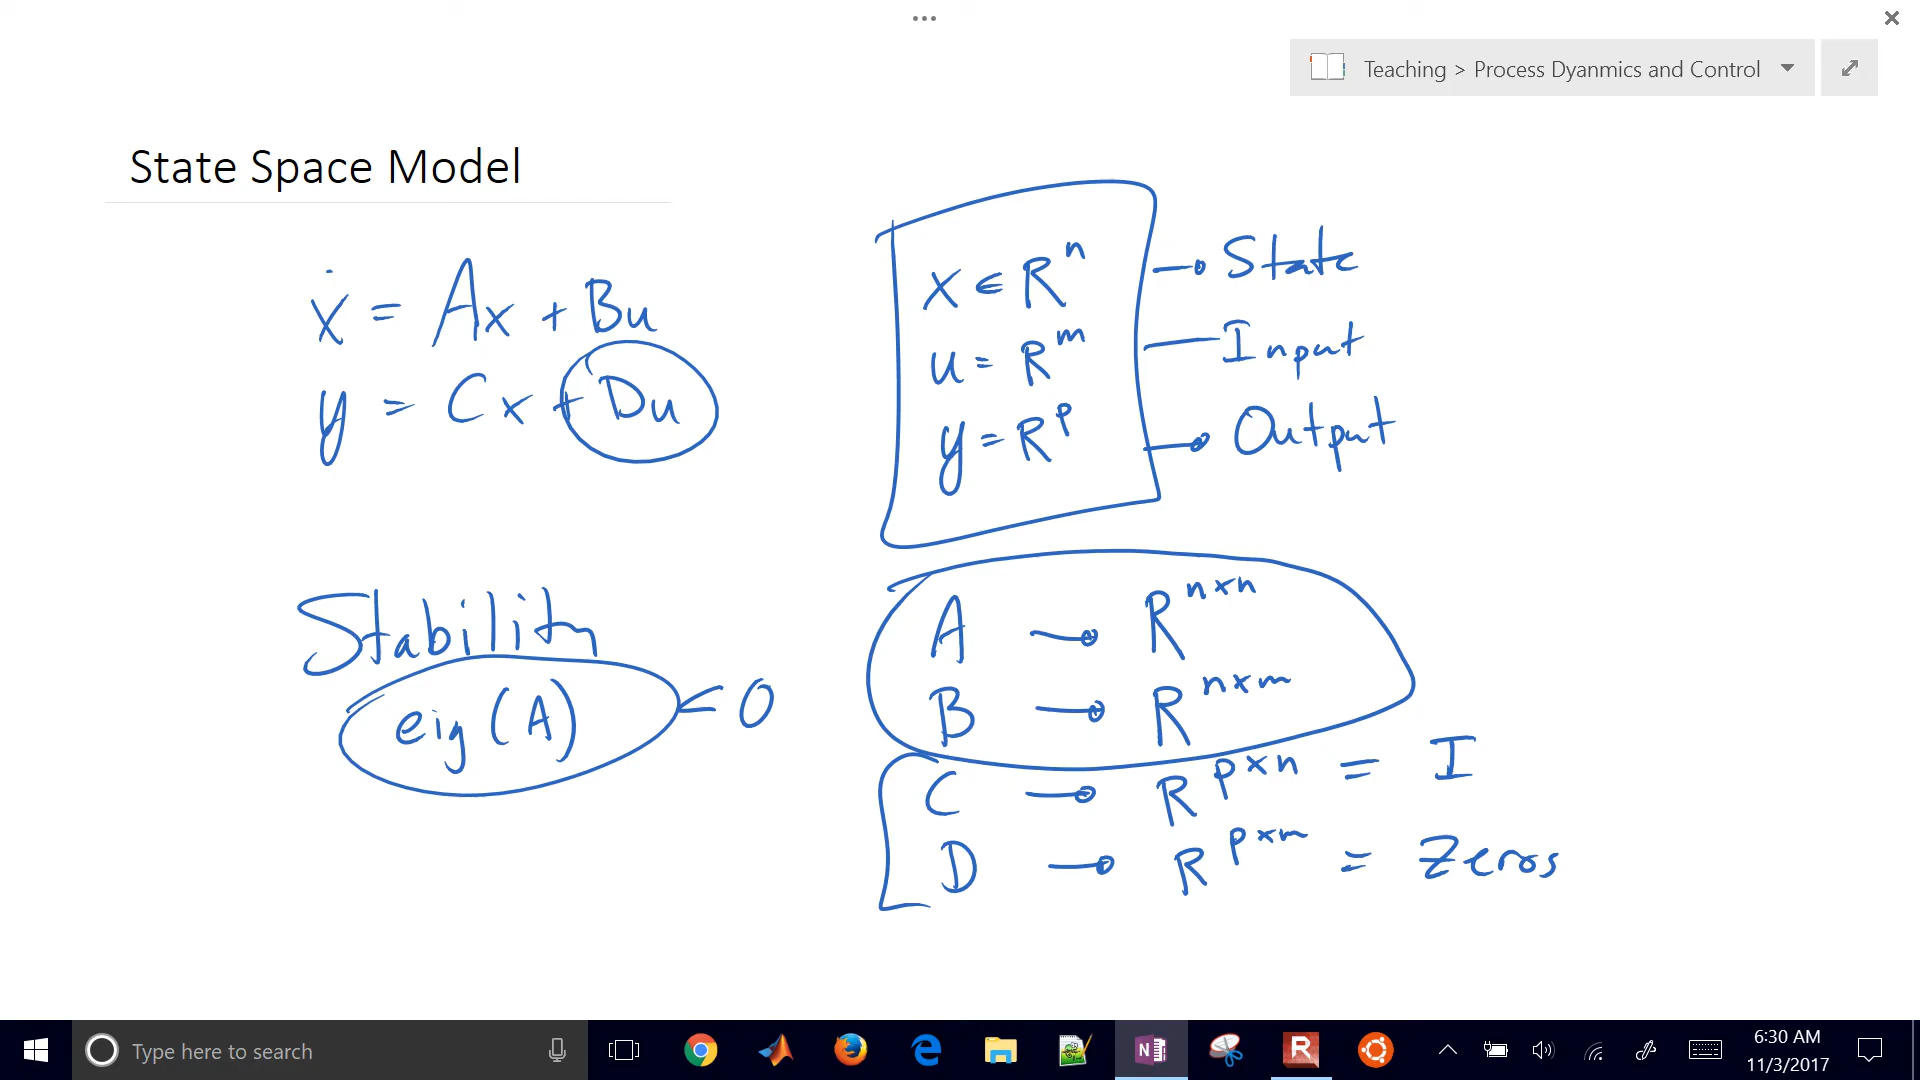 Teaching > Process Dyanmics and Control
State Space Model
ẋ = Ax + Bu
y = Cx + Du
x ∈ Rⁿ → State
u = Rᵐ — Input
y = Rᵖ → Output
Stability
eig(A) < 0
A → Rⁿˣⁿ
B → Rⁿˣᵐ
C → Rᵖˣⁿ = I
D → Rᵖˣᵐ = Zeros
Type here to search
6:30 AM
11/3/2017